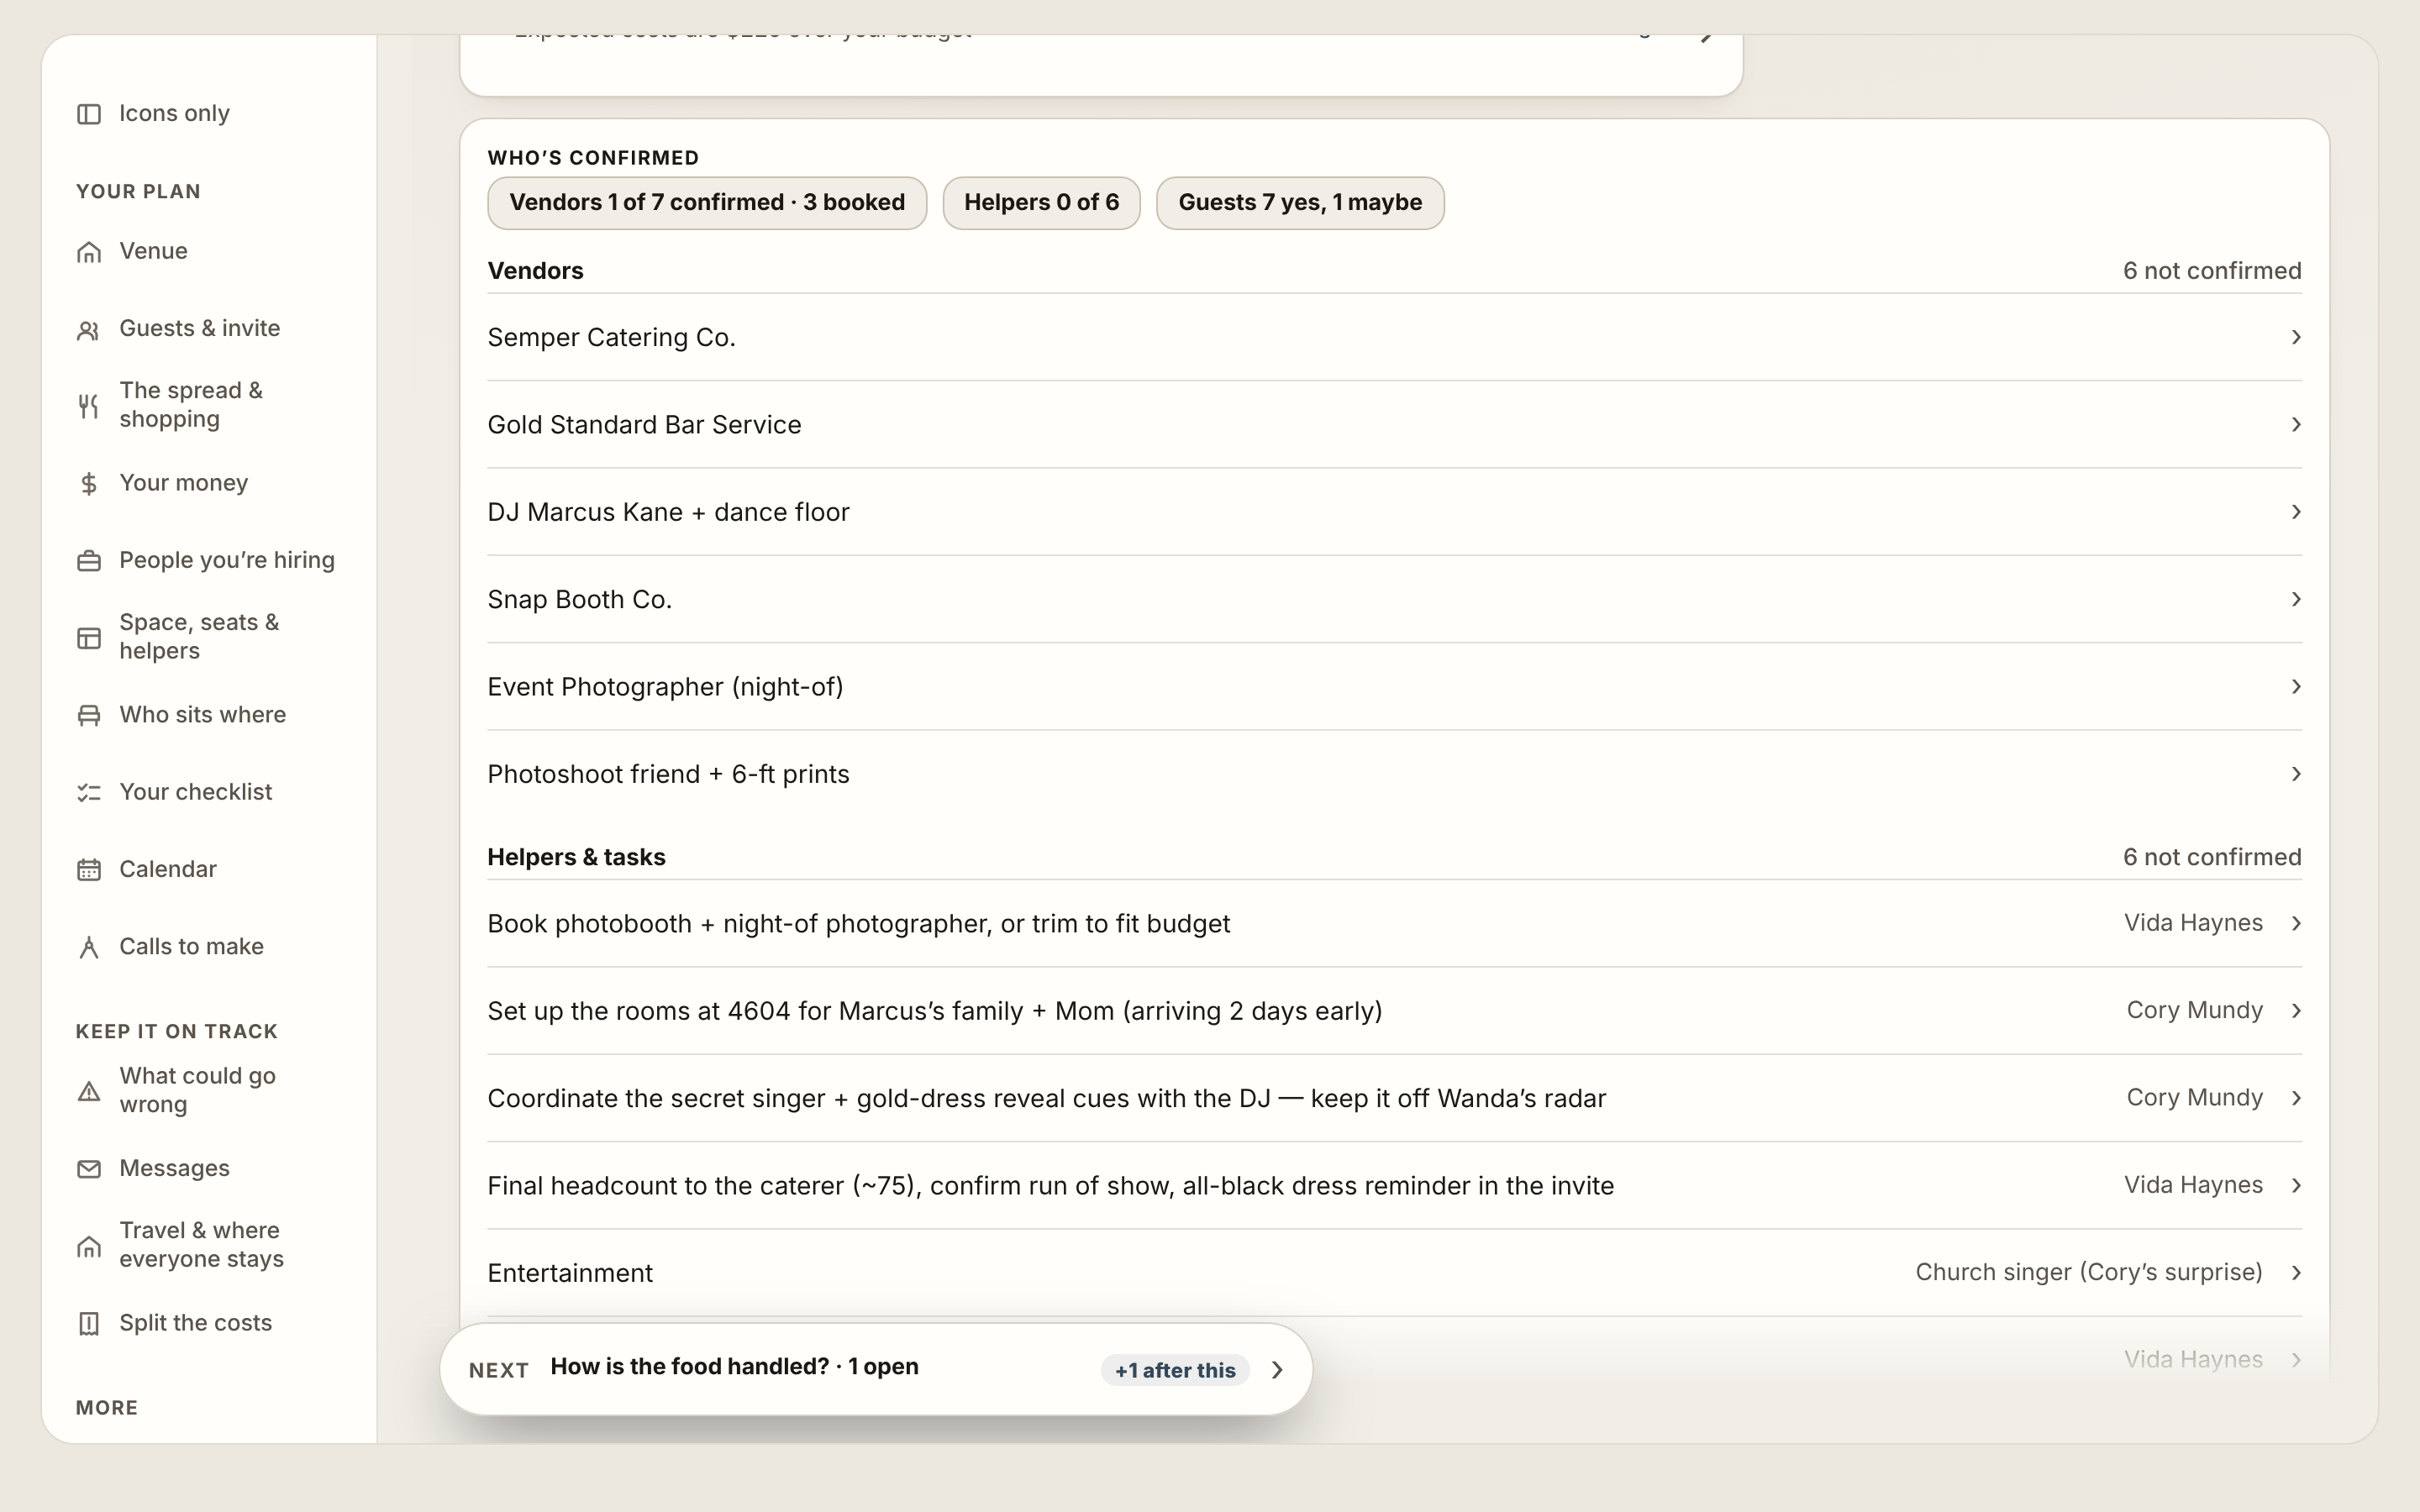 Icons only
YOUR PLAN
Venue
Guests & invite
The spread &
shopping
Your money
People you’re hiring
Space, seats &
helpers
Who sits where
Your checklist
Calendar
Calls to make
KEEP IT ON TRACK
What could go
wrong
Messages
Travel & where
everyone stays
Split the costs
MORE
over your budget
WHO’S CONFIRMED
Vendors 1 of 7 confirmed · 3 booked
Helpers 0 of 6
Guests 7 yes, 1 maybe
Vendors
6 not confirmed
Semper Catering Co.
Gold Standard Bar Service
DJ Marcus Kane + dance floor
Snap Booth Co.
Event Photographer (night-of)
Photoshoot friend + 6-ft prints
Helpers & tasks
6 not confirmed
Book photobooth + night-of photographer, or trim to fit budget
Vida Haynes
Set up the rooms at 4604 for Marcus’s family + Mom (arriving 2 days early)
Cory Mundy
Coordinate the secret singer + gold-dress reveal cues with the DJ — keep it off Wanda’s radar
Cory Mundy
Final headcount to the caterer (~75), confirm run of show, all-black dress reminder in the invite
Vida Haynes
Entertainment
Church singer (Cory’s surprise)
Vida Haynes
NEXT
How is the food handled? · 1 open
+1 after this